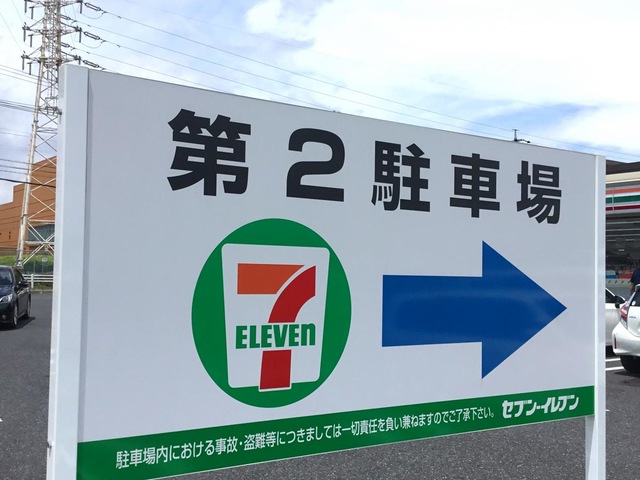 第2駐車場
7
ELEVEn
駐車場内における事故・盗難等につきましては一切責任を負い兼ねますのでご了承下さい。 セブン-イレブン